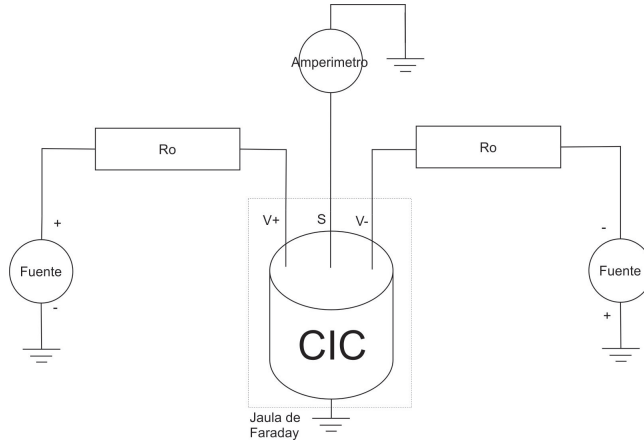 Amperimetro
Ro
Ro
V+
S
V-
+
-
Fuente
Fuente
-
+
CIC
Jaula de
Faraday